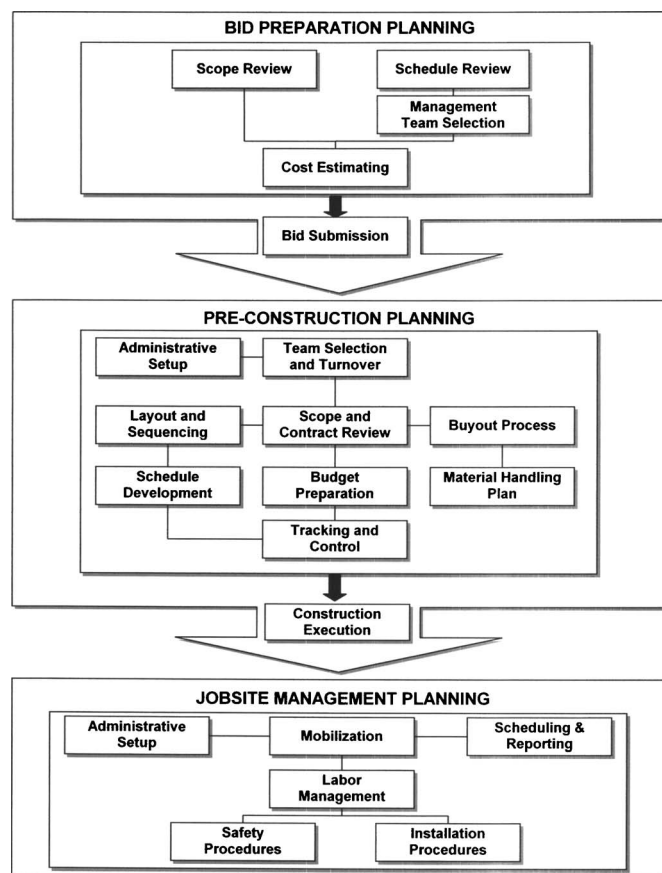 BID PREPARATION PLANNING
Scope Review
Schedule Review
Management
Team Selection
Cost Estimating
Bid Submission
PRE-CONSTRUCTION PLANNING
Administrative
Setup
Team Selection
and Turnover
Layout and
Sequencing
Scope and
Contract Review
Buyout Process
Schedule
Development
Budget
Preparation
Material Handling
Plan
Tracking and
Control
Construction
Execution
JOBSITE MANAGEMENT PLANNING
Administrative
Setup
Mobilization
Scheduling &
Reporting
Labor
Management
Safety
Procedures
Installation
Procedures